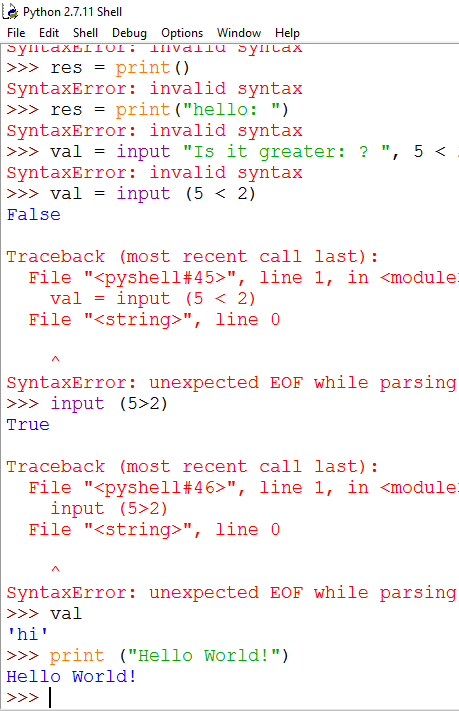 Python 2.7.11 Shell
File Edit Shell Debug Options Window Help
SyntaxError: invalid syntax
>>> res = print()
SyntaxError: invalid syntax
>>> res = print("hello: ")
SyntaxError: invalid syntax
>>> val = input "Is it greater: ? ", 5 <
SyntaxError: invalid syntax
>>> val = input (5 < 2)
False
Traceback (most recent call last):
File "<pyshell#45>", line 1, in <module>
val = input (5 < 2)
File "<string>", line 0
^
SyntaxError: unexpected EOF while parsing
>>> input (5>2)
True
Traceback (most recent call last):
File "<pyshell#46>", line 1, in <module>
input (5>2)
File "<string>", line 0
^
SyntaxError: unexpected EOF while parsing
>>> val
'hi'
>>> print ("Hello World!")
Hello World!
>>>